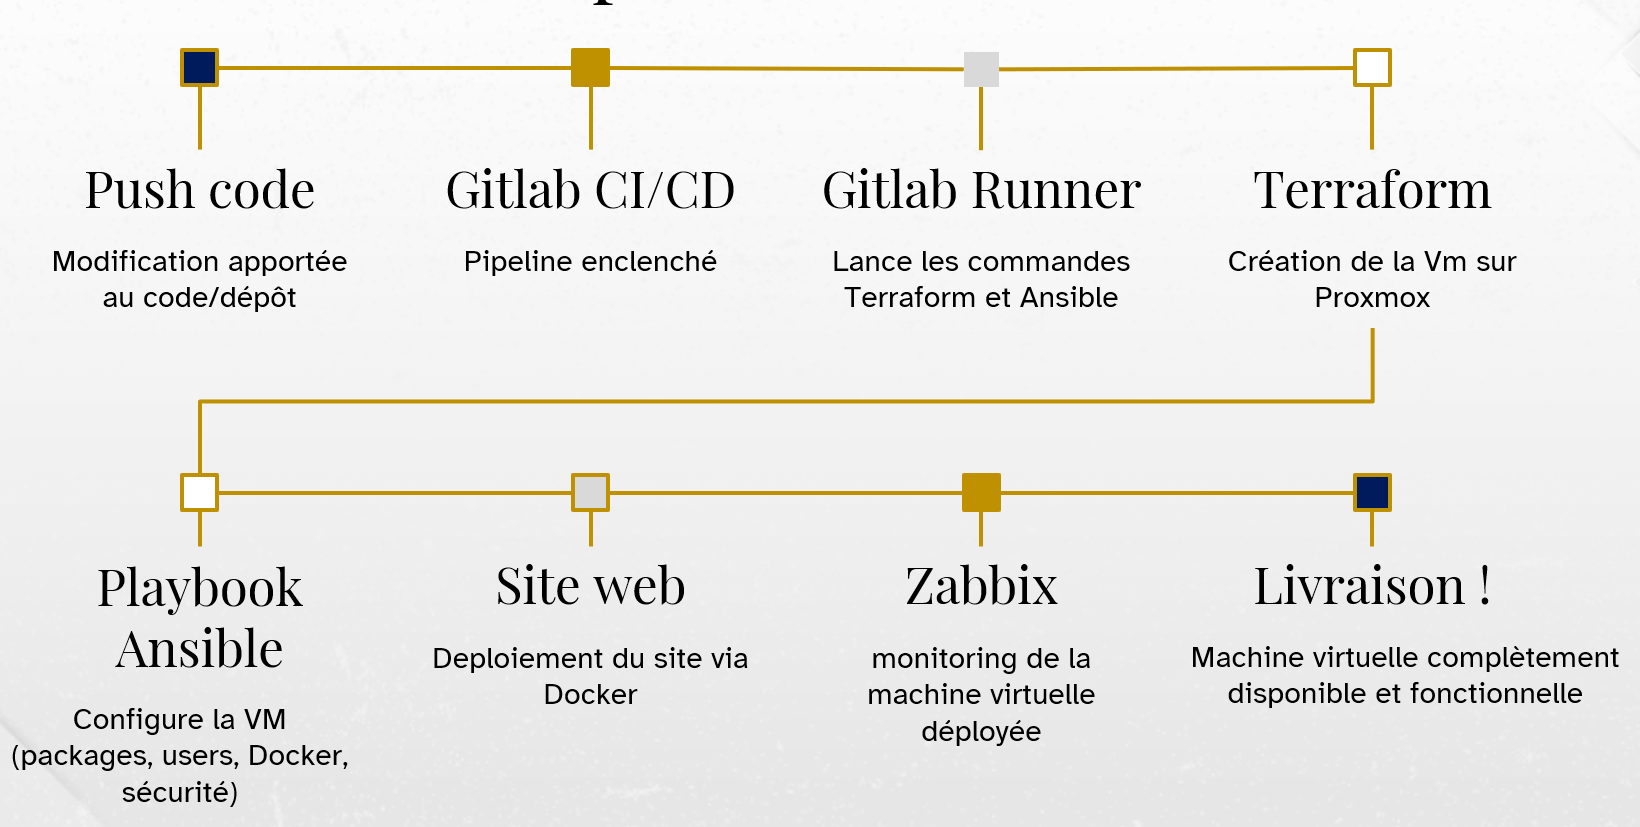 Push code
Modification apportée
au code/dépôt
Gitlab CI/CD
Pipeline enclenché
Gitlab Runner
Lance les commandes
Terraform et Ansible
Terraform
Création de la Vm sur
Proxmox
Playbook
Ansible
Configure la VM
(packages, users, Docker,
sécurité)
Site web
Deploiement du site via
Docker
Zabbix
monitoring de la
machine virtuelle
déployée
Livraison !
Machine virtuelle complètement
disponible et fonctionnelle